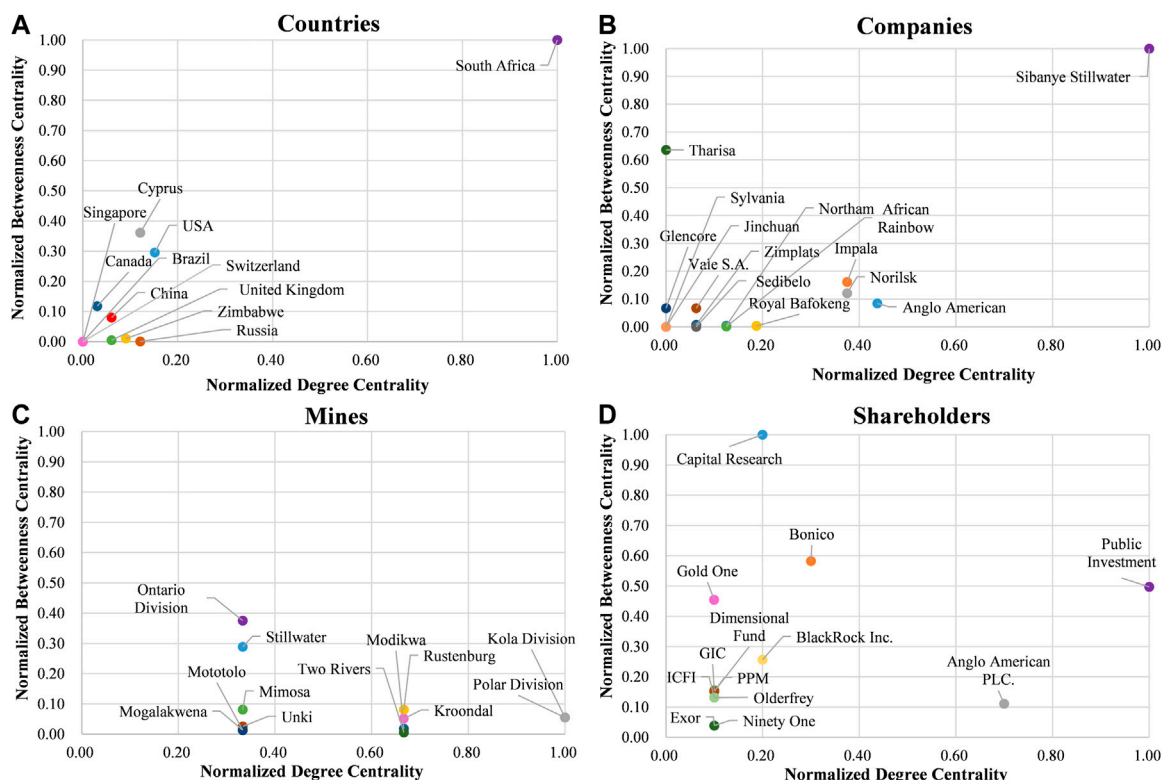 A
Countries
Normalized Betweenness Centrality
1.00
0.90
0.80
0.70
0.60
0.50
0.40
0.30
0.20
0.10
0.00
South Africa
Cyprus
Singapore
USA
Canada
Brazil
Switzerland
China
United Kingdom
Zimbabwe
Russia
0.00 0.20 0.40 0.60 0.80 1.00
Normalized Degree Centrality
B
Companies
Normalized Betweenness Centrality
1.00
0.90
0.80
0.70
0.60
0.50
0.40
0.30
0.20
0.10
0.00
Sibanye Stillwater
Tharisa
Sylvania
Northam
African
Rainbow
Glencore
Jinchuan
Impala
Vale S.A.
Zimplats
Norilsk
Sedibelo
Royal Bafokeng
Anglo American
0.00 0.20 0.40 0.60 0.80 1.00
Normalized Degree Centrality
C
Mines
Normalized Betweenness Centrality
1.00
0.90
0.80
0.70
0.60
0.50
0.40
0.30
0.20
0.10
0.00
Ontario
Division
Stillwater
Modikwa
Kola Division
Rustenburg
Two Rivers
Mototolo
Mimosa
Polar Division
Mogalakwena
Unki
Kroondal
0.00 0.20 0.40 0.60 0.80 1.00
Normalized Degree Centrality
D
Shareholders
Normalized Betweenness Centrality
1.00
0.90
0.80
0.70
0.60
0.50
0.40
0.30
0.20
0.10
0.00
Capital Research
Bonico
Public
Investment
Gold One
Dimensional
Fund
BlackRock Inc.
GIC
Anglo American
PLC.
ICFI
PPM
Olderfrey
Exor
Ninety One
0.00 0.20 0.40 0.60 0.80 1.00
Normalized Degree Centrality